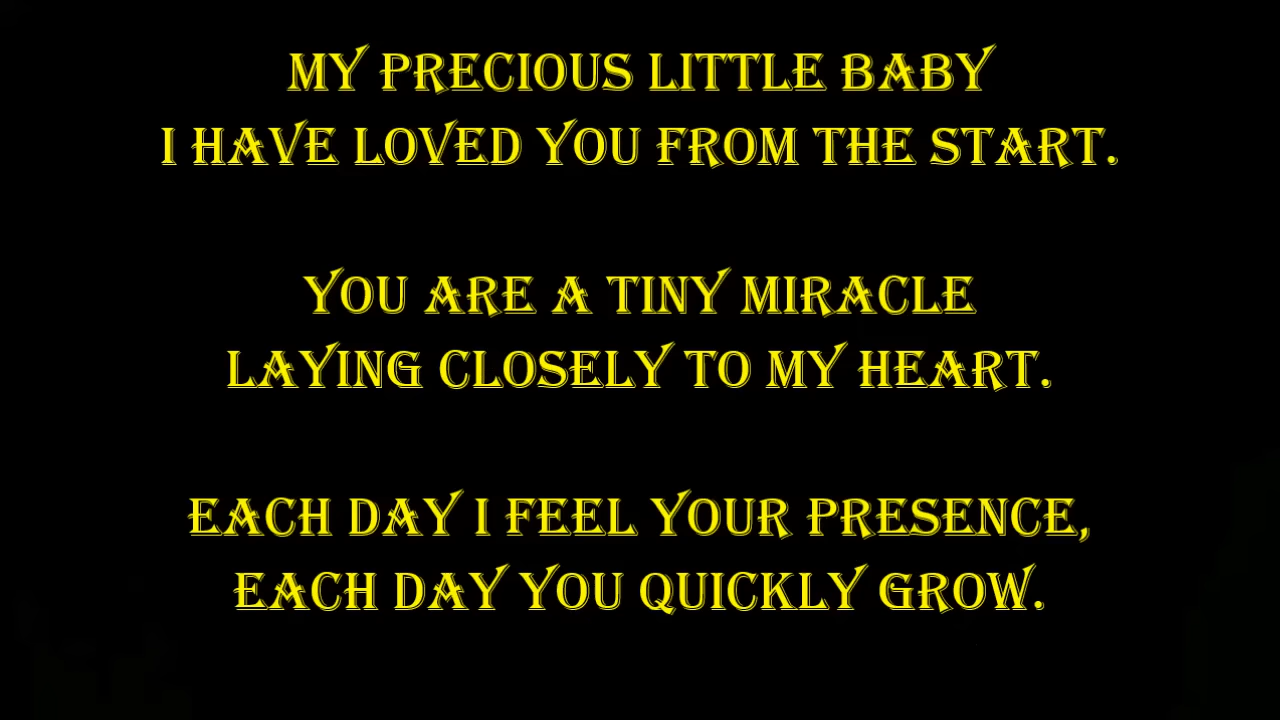 MY PRECIOUS LITTLE BABY
I HAVE LOVED YOU FROM THE START.
YOU ARE A TINY MIRACLE
LAYING CLOSELY TO MY HEART.
EACH DAY I FEEL YOUR PRESENCE,
EACH DAY YOU QUICKLY GROW.